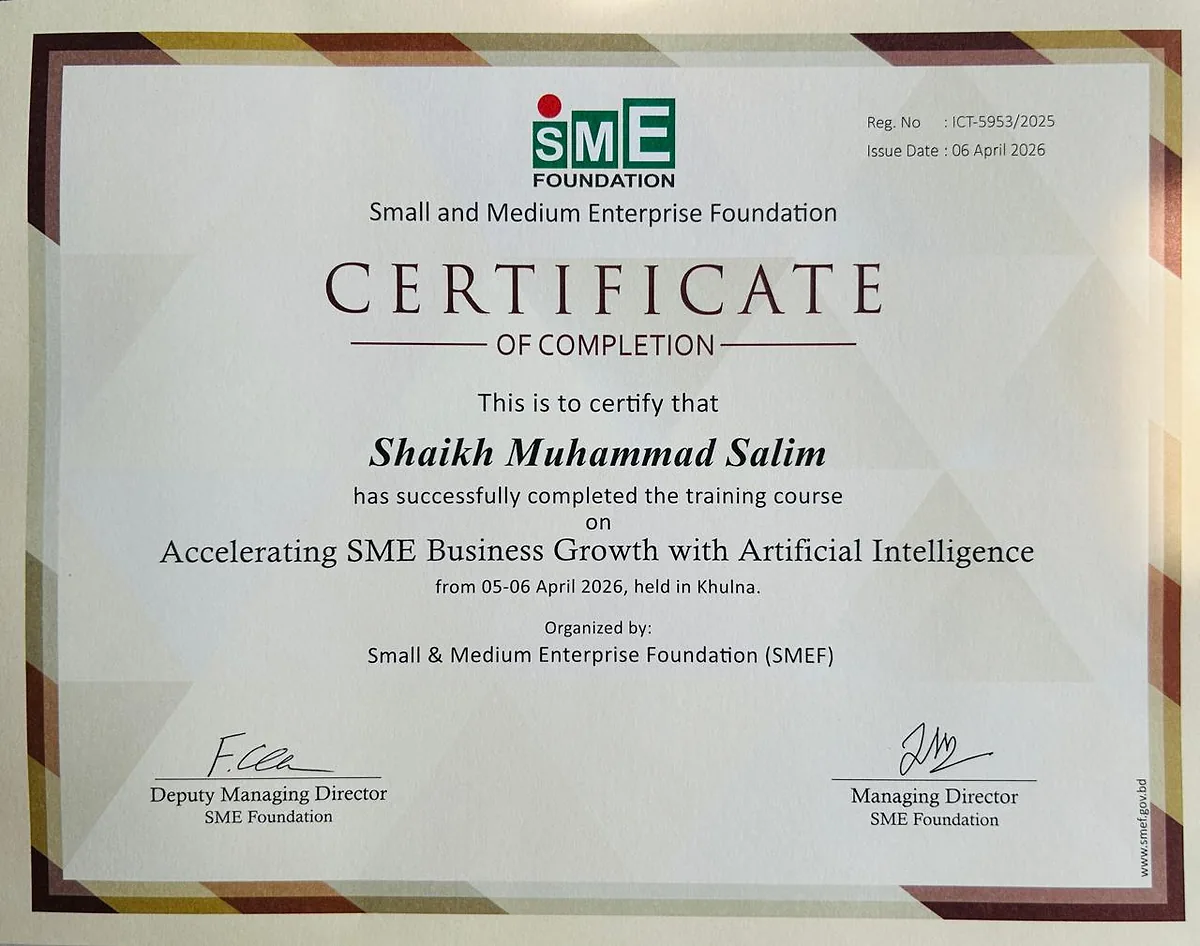 SME
FOUNDATION
Reg. No : ICT-5953/2025
Issue Date : 06 April 2026
Small and Medium Enterprise Foundation
CERTIFICATE
OF COMPLETION
This is to certify that
Shaikh Muhammad Salim
has successfully completed the training course
on
Accelerating SME Business Growth with Artificial Intelligence
from 05-06 April 2026, held in Khulna.
Organized by:
Small & Medium Enterprise Foundation (SMEF)
Deputy Managing Director
SME Foundation
Managing Director
SME Foundation
www.smef.gov.bd